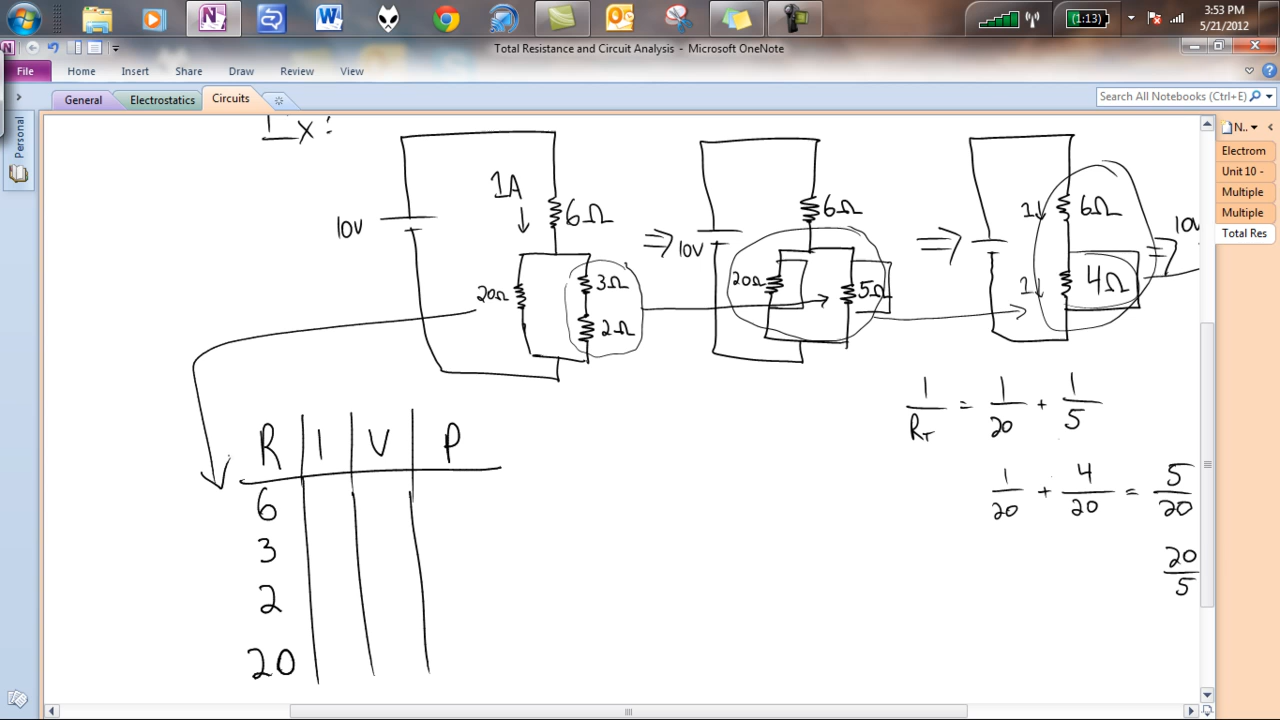 3:53 PM
(1:13)
5/21/2012
Total Resistance and Circuit Analysis - Microsoft OneNote
File Home Insert Share Draw Review View
General Electrostatics Circuits
Search All Notebooks (Ctrl+E)
Personal
N..
Electrom
Unit 10 -
Multiple
Multiple
Total Res
Ex:
10V
1A
6Ω
20Ω
3Ω
2Ω
⇒
10V
6Ω
20Ω
5Ω
⇒
1↓ 6Ω
1↓ 4Ω
⇒
10V
1/R_T = 1/20 + 1/5
1/20 + 4/20 = 5/20
20/5
R I V P
6
3
2
20